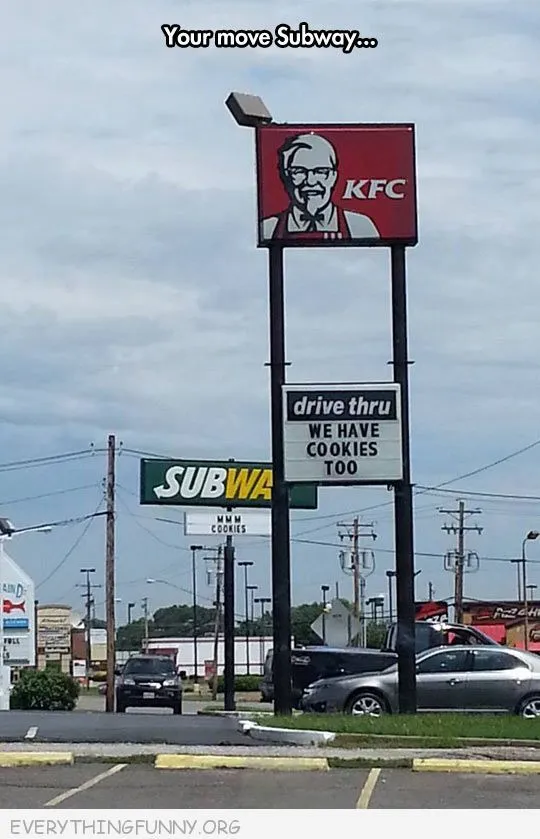 Your move Subway...
KFC
drive thru
WE HAVE
COOKIES
TOO
SUBWA
MMM
COOKIES
EVERYTHINGFUNNY.ORG